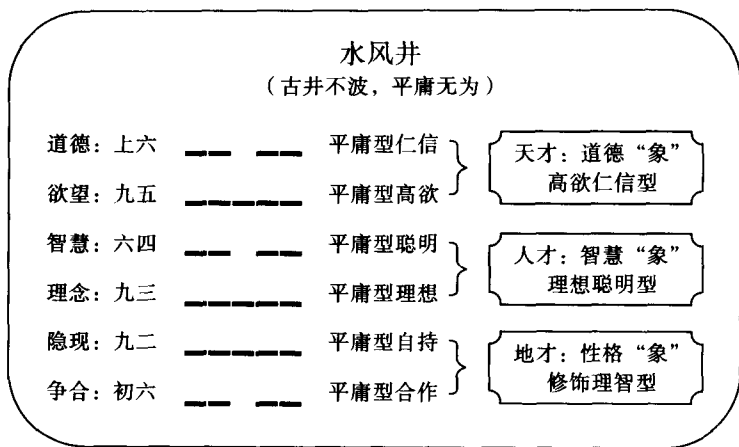 水风井
（古井不波，平庸无为）
道德：上六 平庸型仁信
欲望：九五 平庸型高欲
天才：道德“象”
高欲仁信型
智慧：六四 平庸型聪明
理念：九三 平庸型理想
人才：智慧“象”
理想聪明型
隐现：九二 平庸型自持
争合：初六 平庸型合作
地才：性格“象”
修饰理智型